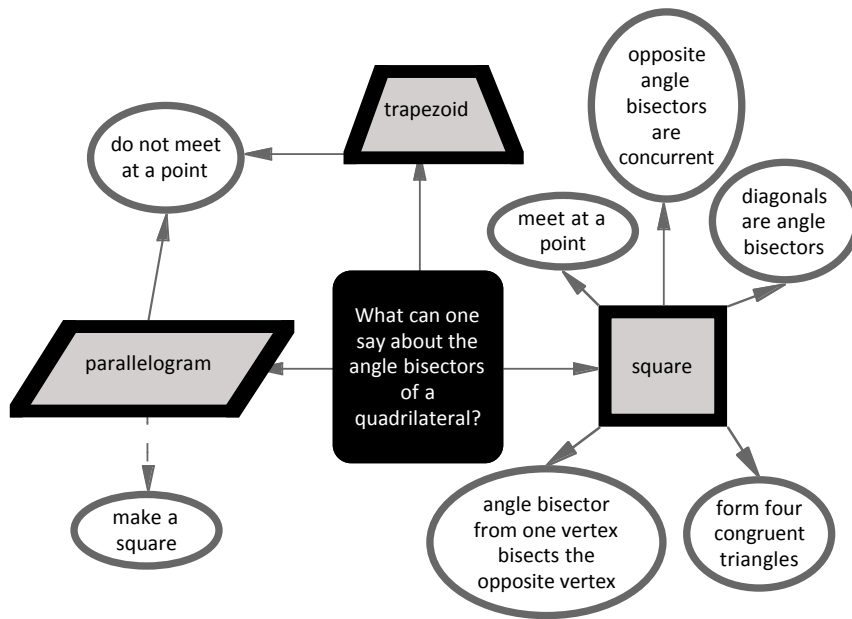 opposite
angle
bisectors
are
concurrent
trapezoid
do not meet
at a point
diagonals
are angle
bisectors
meet at a
point
What can one
say about the
angle bisectors
of a
quadrilateral?
parallelogram
square
make a
square
angle bisector
from one vertex
bisects the
opposite vertex
form four
congruent
triangles